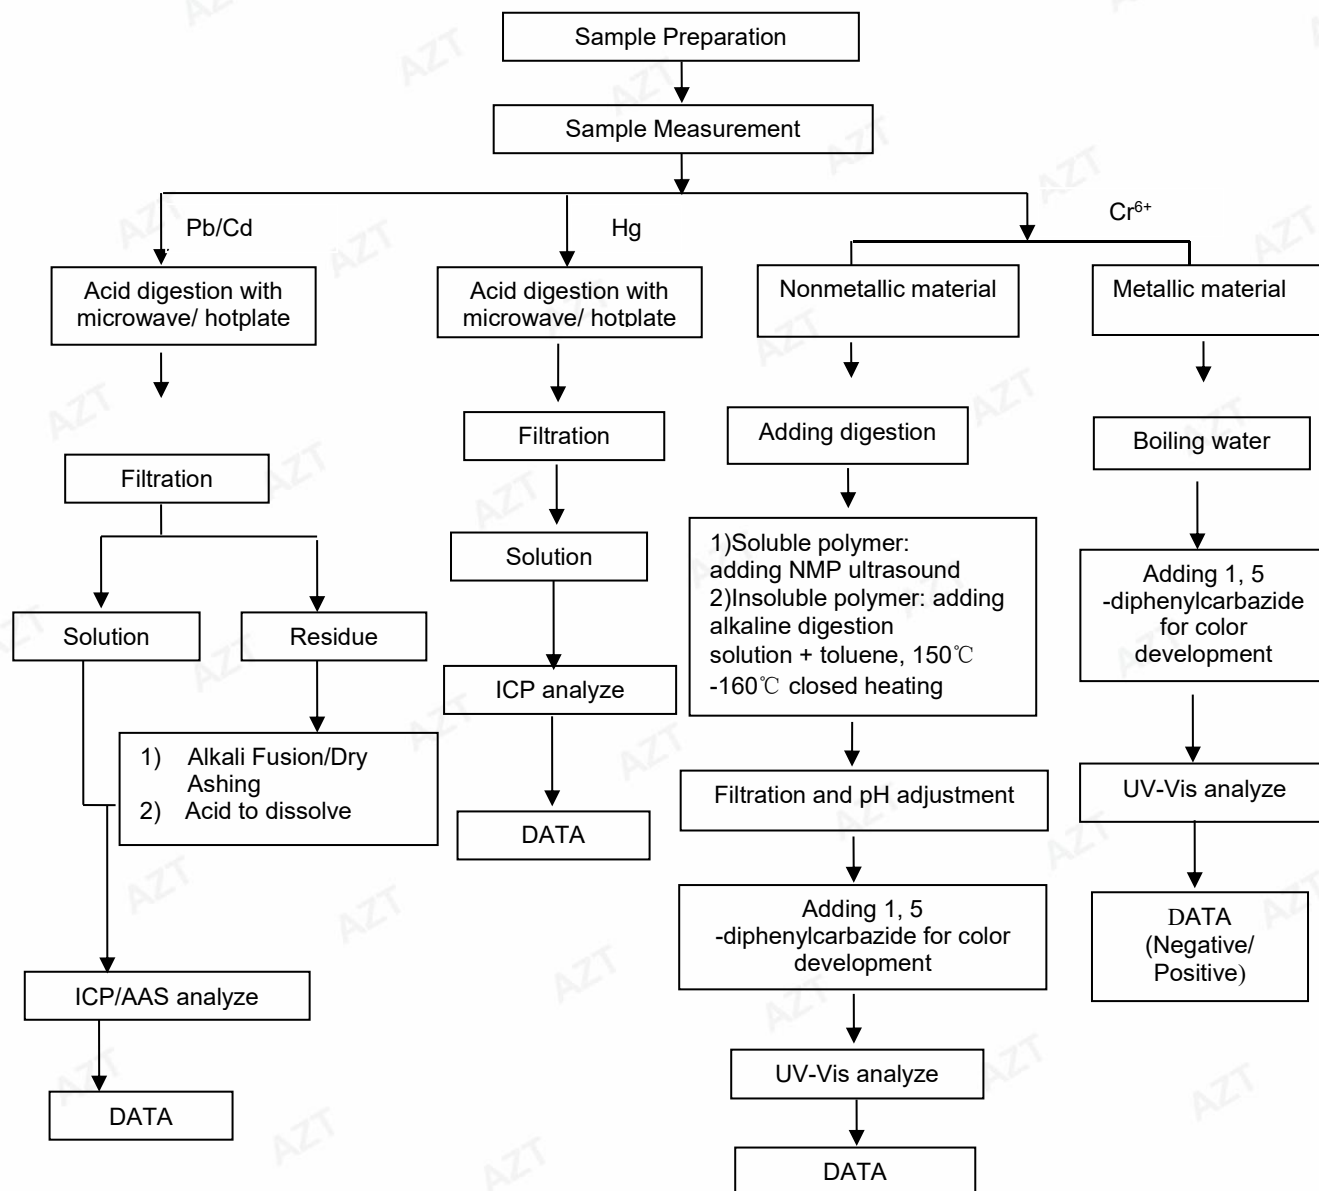 Sample Preparation
Sample Measurement
Pb/Cd
Hg
Cr⁶⁺
Acid digestion with
microwave/ hotplate
Acid digestion with
microwave/ hotplate
Nonmetallic material
Metallic material
Filtration
Solution
Residue
1) Alkali Fusion/Dry
Ashing
2) Acid to dissolve
ICP/AAS analyze
DATA
Filtration
Solution
ICP analyze
DATA
Adding digestion
1)Soluble polymer:
adding NMP ultrasound
2)Insoluble polymer: adding
alkaline digestion
solution + toluene, 150℃
-160℃ closed heating
Filtration and pH adjustment
Adding 1, 5
-diphenylcarbazide for color
development
UV-Vis analyze
DATA
Boiling water
Adding 1, 5
-diphenylcarbazide
for color
development
UV-Vis analyze
DATA
(Negative/
Positive)
AZT